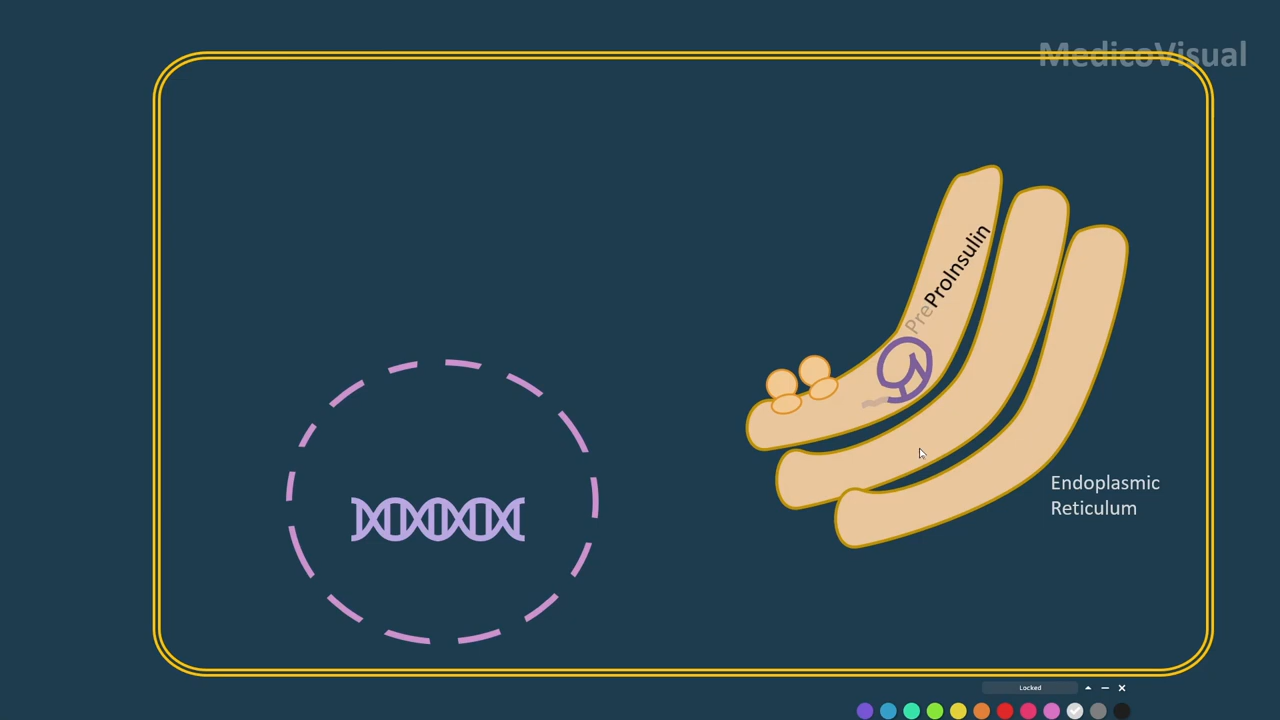 MedicoVisual
PreProInsulin
Endoplasmic
Reticulum
Locked